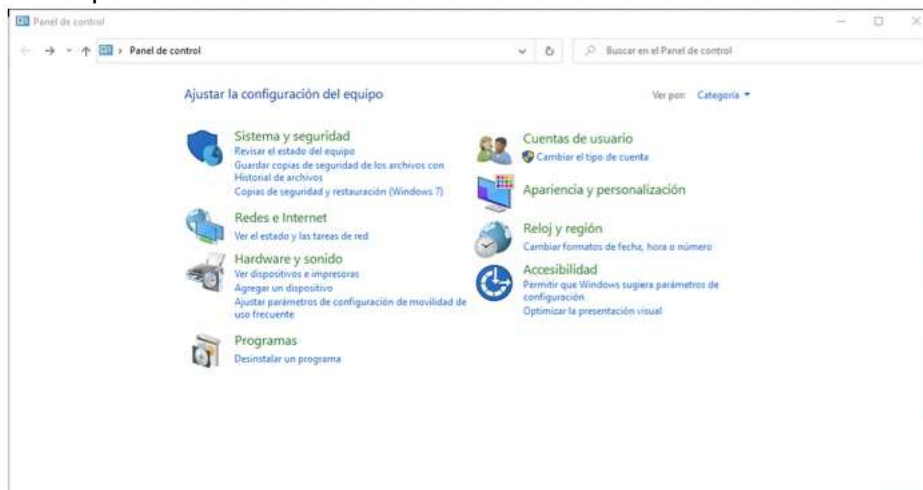 Panel de control
Panel de control
Buscar en el Panel de control
Ajustar la configuración del equipo
Ver por: Categoría
Sistema y seguridad
Revisar el estado del equipo
Guardar copias de seguridad de los archivos con
Historial de archivos
Copias de seguridad y restauración (Windows 7)
Redes e Internet
Ver el estado y las tareas de red
Hardware y sonido
Ver dispositivos e impresoras
Agregar un dispositivo
Ajustar parámetros de configuración de movilidad de
uso frecuente
Programas
Desinstalar un programa
Cuentas de usuario
Cambiar el tipo de cuenta
Apariencia y personalización
Reloj y región
Cambiar formatos de fecha, hora o número
Accesibilidad
Permitir que Windows sugiera parámetros de
configuración
Optimizar la presentación visual